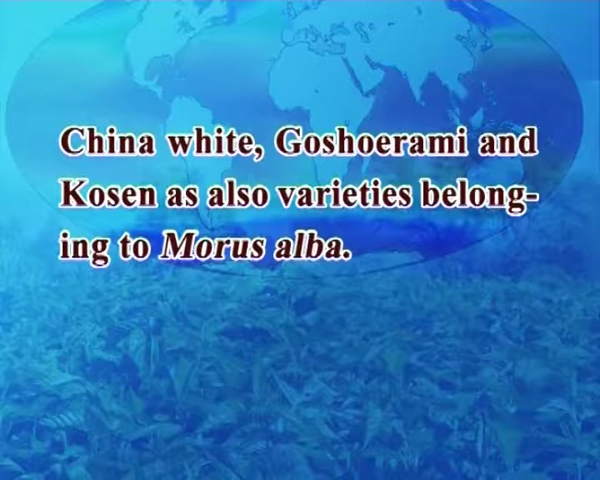 China white, Goshoerami and
Kosen as also varieties belong-
ing to Morus alba.